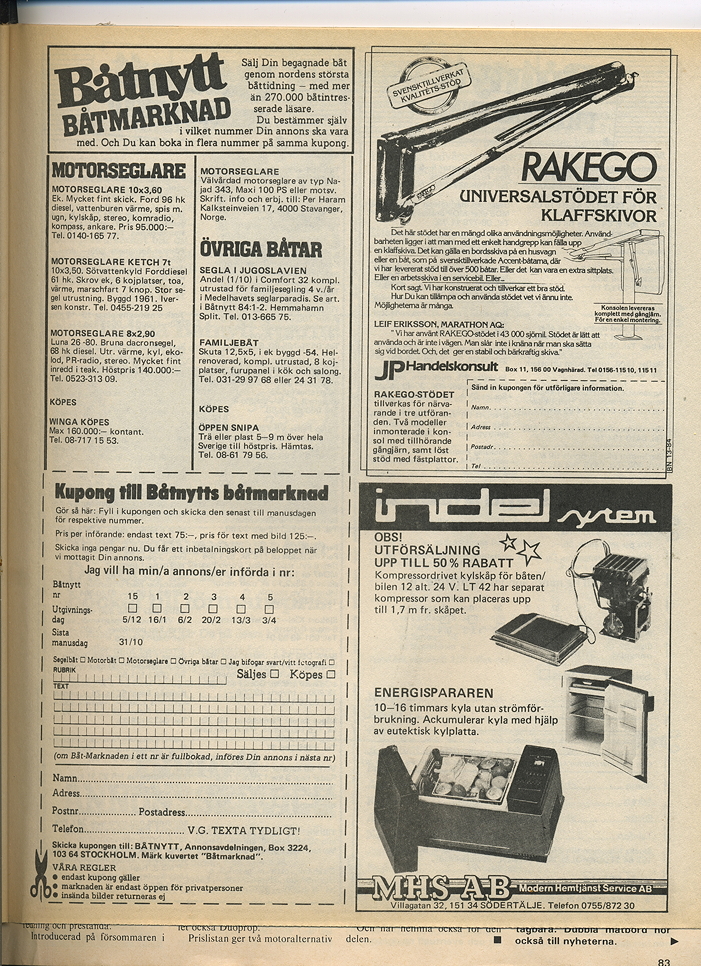 Båtnytt
BÅTMARKNAD
Sälj Din begagnade båt
genom nordens största
båttidning – med mer
än 270.000 båtintres-
serade läsare.
Du bestämmer själv
i vilket nummer Din annons ska vara
med. Och Du kan boka in flera nummer på samma kupong.
MOTORSEGLARE
MOTORSEGLARE 10x3,60
Ek. Mycket fint skick. Ford 96 hk
diesel, vattenburen värme, spis m.
ugn, kylskåp, stereo, komradio,
kompass, ankare. Pris 95.000:—
Tel. 0140-165 77.
MOTORSEGLARE KETCH 7t
10x3,50. Sötvattenkyld Forddiesel
61 hk. Skrov ek, 6 kojplatser, toa,
värme, marschfart 7 knop. Stor se-
gel utrustning. Byggd 1961. Iver-
sen konstr. Tel. 0455-219 25
MOTORSEGLARE 8x2,90
Luna 26 -80. Bruna dacronsegel,
68 hk diesel. Utr. värme, kyl, eko-
lod, PR-radio, stereo. Mycket fint
inredd i teak. Höstpris 140.000:—
Tel. 0523-313 09.
KÖPES
WINGA KÖPES
Max 160.000:— kontant.
Tel. 08-717 15 53.
MOTORSEGLARE
Välvårdad motorseglare av typ Na-
jad 343, Maxi 100 PS eller motsv.
Skrift. info och erbj. till: Per Haram
Kalksteinveien 17, 4000 Stavanger,
Norge.
ÖVRIGA BÅTAR
SEGLA I JUGOSLAVIEN
Andel (1/10) i Comfort 32 kompl.
utrustad för familjesegling 4 v./år
i Medelhavets seglarparadis. Se art.
i Båtnytt 84:1-2. Hemmahamn
Split. Tel. 013-665 75.
FAMILJEBÅT
Skuta 12,5x5, i ek byggd -54. Hel-
renoverad, kompl. utrustad, 8 koj-
platser, furupanel i kök och salong.
Tel. 031-29 97 68 eller 24 31 78.
KÖPES
ÖPPEN SNIPA
Trä eller plast 5–9 m över hela
Sverige till höstpris. Hämtas.
Tel. 08-61 79 56.
Kupong till Båtnytts båtmarknad
Gör så här: Fyll i kupongen och skicka den senast till manusdagen
för respektive nummer.
Pris per införande: endast text 75:—, pris för text med bild 125:—.
Skicka inga pengar nu. Du får ett inbetalningskort på beloppet när
vi mottagit Din annons.
Jag vill ha min/a annons/er införda i nr:
Båtnytt
nr 15 1 2 3 4 5
Utgivnings-
dag 5/12 16/1 6/2 20/2 13/3 3/4
Sista
manusdag 31/10
Segelbåt □ Motorbåt □ Motorseglare □ Övriga båtar □ Jag bifogar svart/vitt fotografi □
RUBRIK
Säljes □ Köpes □
TEXT
(om Båt-Marknaden i ett nr är fullbokad, införes Din annons i nästa nr)
Namn
Adress
Postnr Postadress
Telefon V.G. TEXTA TYDLIGT!
Skicka kupongen till: BÅTNYTT, Annonsavdelningen, Box 3224,
103 64 STOCKHOLM. Märk kuvertet "Båtmarknad".
VÅRA REGLER
● endast kupong gäller
● marknaden är endast öppen för privatpersoner
● insända bilder returneras ej
SVENSKTILLVERKAT
KVALITETS-STÖD
RAKEGO
UNIVERSALSTÖDET FÖR
KLAFFSKIVOR
Det här stödet har en mängd olika användningsmöjligheter. Använd-
barheten ligger i att man med ett enkelt handgrepp kan fälla upp
en klaffskiva. Det kan gälla en bordsskiva på en husvagn
eller en båt, som på svensktillverkade Accent-båtarna, där
vi har levererat stöd till över 500 båtar. Eller det kan vara en extra sittplats.
Eller en arbetsskiva i en servicebil. Eller...
Kort sagt. Vi har konstruerat och tillverkar ett bra stöd.
Hur Du kan tillämpa och använda stödet vet vi ännu inte.
Möjligheterna är många.
Konsolen levereras
komplett med gångjärn.
För en enkel montering.
LEIF ERIKSSON, MARATHON AQ:
"Vi har använt RAKEGO-stödet i 43 000 sjömil. Stödet är lätt att
använda och är inte i vägen. Man slår inte i knäna när man ska sätta
sig vid bordet. Och, det ger en stabil och bärkraftig skiva."
JP Handelskonsult Box 11, 156 00 Vagnhärad. Tel 0156-115 10, 115 11
RAKEGO-STÖDET
tillverkas för närva-
rande i tre utföran-
den. Två modeller
inmonterade i kon-
sol med tillhörande
gångjärn, samt löst
stöd med fästplattor.
Sänd in kupongen för utförligare information.
Namn
Adress
Postadr
Tel
BN 13-84
indel system
OBS!
UTFÖRSÄLJNING
UPP TILL 50% RABATT
Kompressordrivet kylskåp för båten/
bilen 12 alt. 24 V. LT 42 har separat
kompressor som kan placeras upp
till 1,7 m fr. skåpet.
ENERGISPARAREN
10–16 timmars kyla utan strömför-
brukning. Ackumulerar kyla med hjälp
av eutektisk kylplatta.
MHS AB Modern Hemtjänst Service AB
Villagatan 32, 151 34 SÖDERTÄLJE. Telefon 0755/872 30
Introducerad på försommaren i
let också Duoprop.
Prislistan ger två motoralternativ
Och här hemma också för den
delen. ■
tagbara. Dubbla matbord hör
också till nyheterna. ►
83